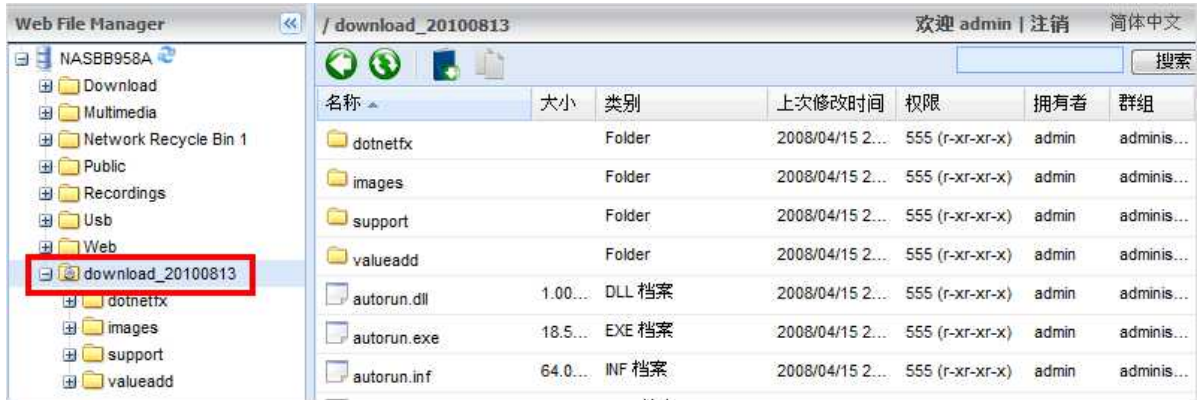 Web File Manager
NASBB958A
Download
Multimedia
Network Recycle Bin 1
Public
Recordings
Usb
Web
download_20100813
dotnetfx
images
support
valueadd
/ download_20100813 欢迎 admin | 注销 简体中文
搜索
名称 大小 类别 上次修改时间 权限 拥有者 群组
dotnetfx Folder 2008/04/15 2... 555 (r-xr-xr-x) admin adminis...
images Folder 2008/04/15 2... 555 (r-xr-xr-x) admin adminis...
support Folder 2008/04/15 2... 555 (r-xr-xr-x) admin adminis...
valueadd Folder 2008/04/15 2... 555 (r-xr-xr-x) admin adminis...
autorun.dll 1.00... DLL 档案 2008/04/15 2... 555 (r-xr-xr-x) admin adminis...
autorun.exe 18.5... EXE 档案 2008/04/15 2... 555 (r-xr-xr-x) admin adminis...
autorun.inf 64.0... INF 档案 2008/04/15 2... 555 (r-xr-xr-x) admin adminis...